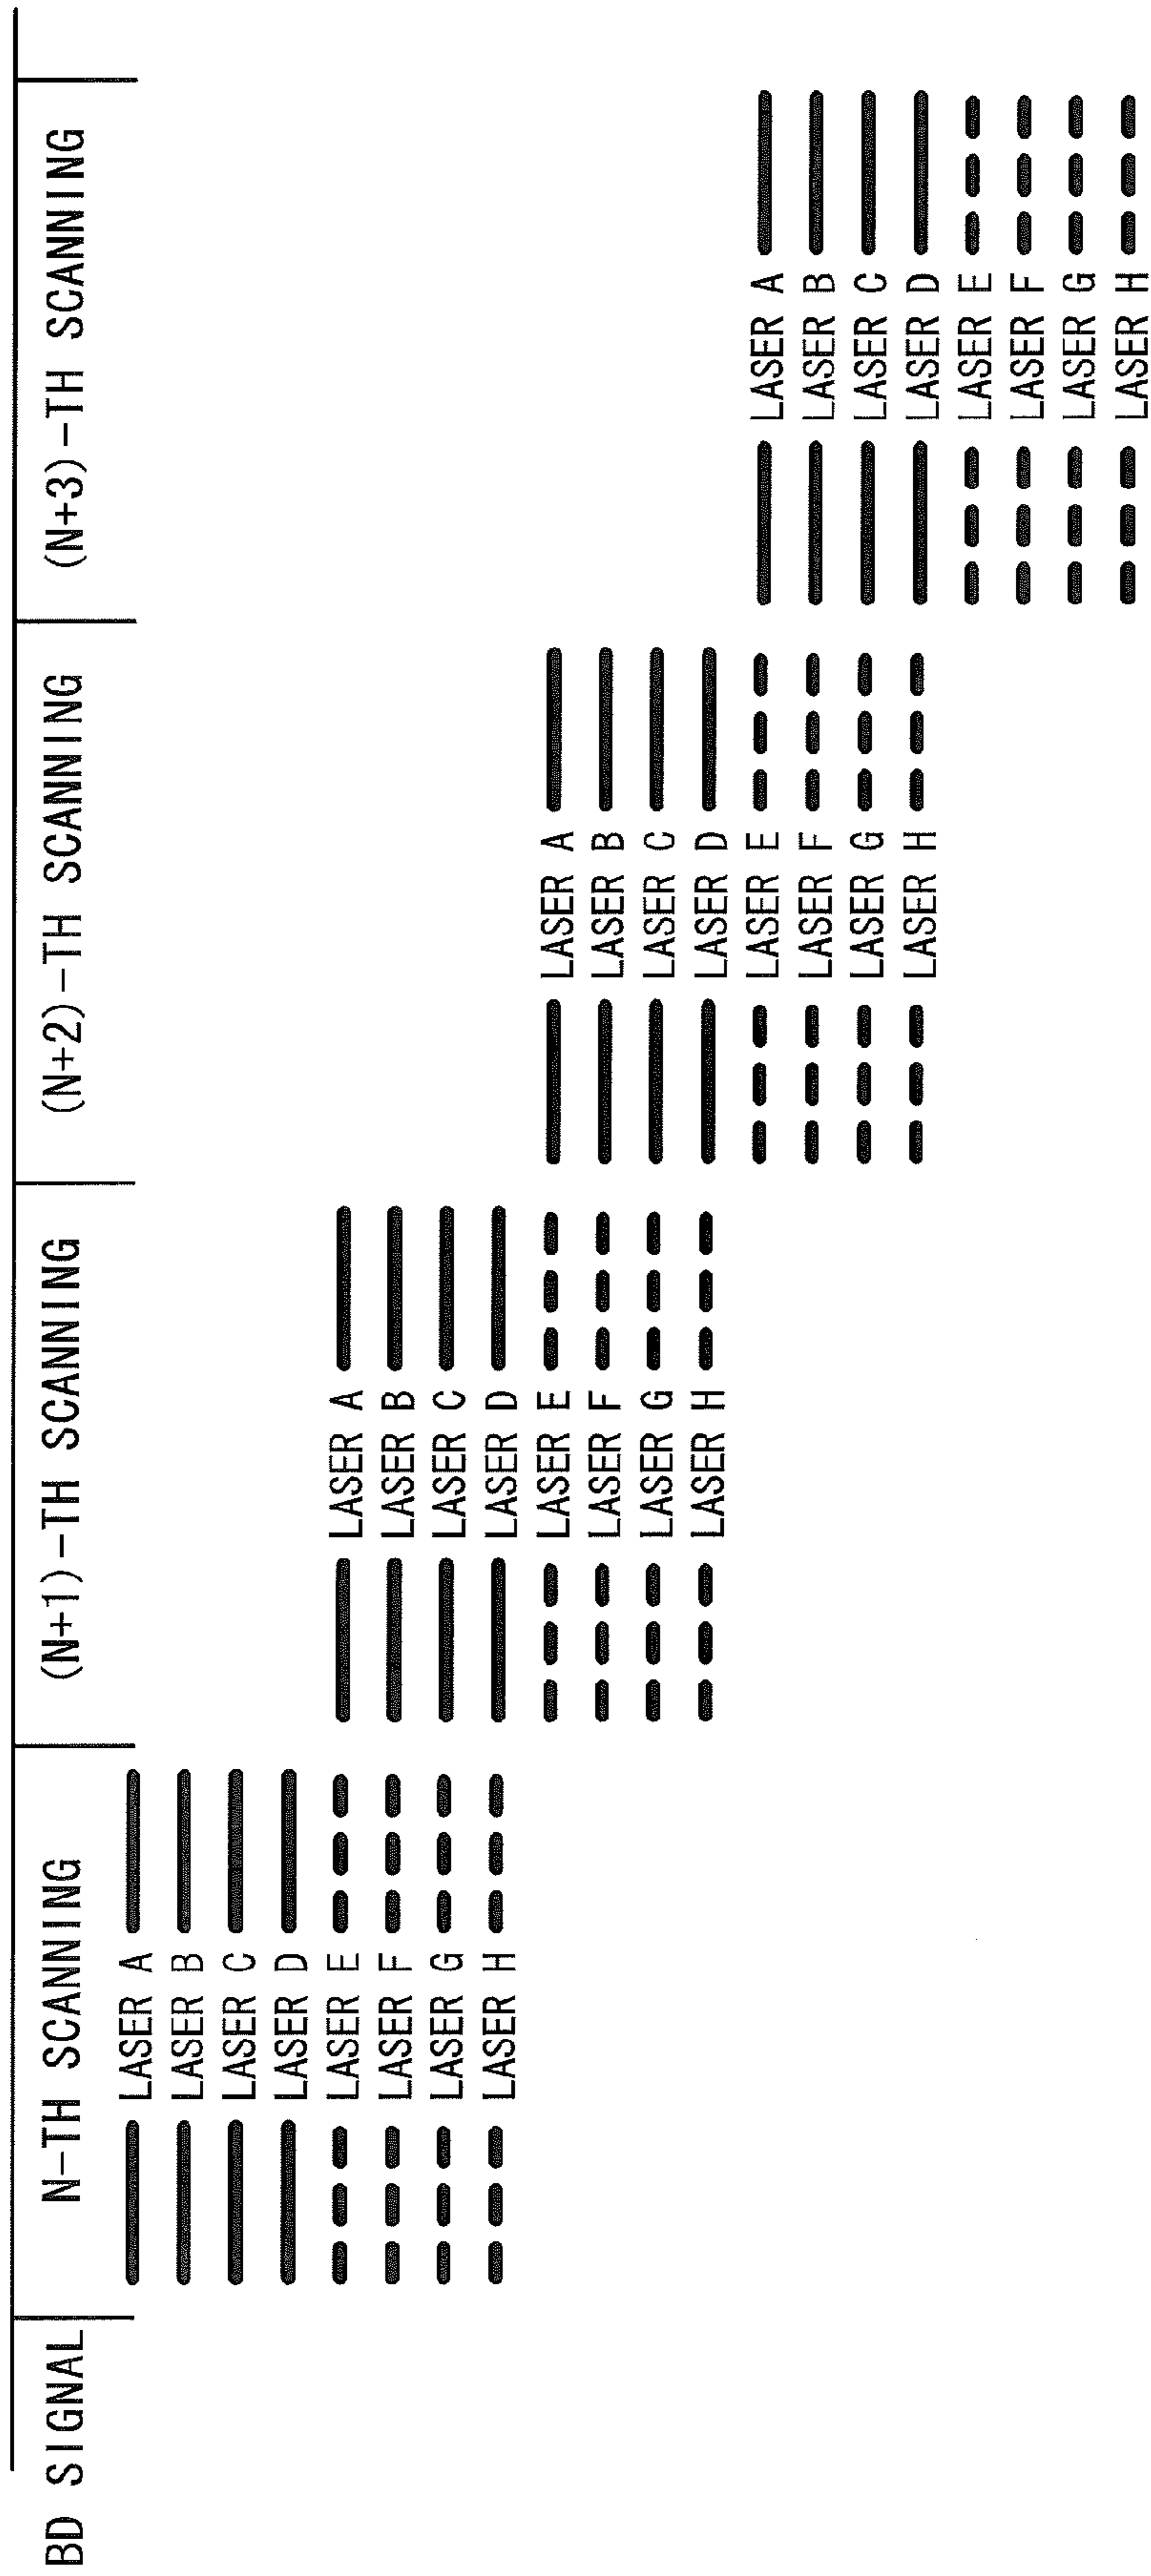 BD SIGNAL
N-TH SCANNING
(N+1)-TH SCANNING
(N+2)-TH SCANNING
(N+3)-TH SCANNING
LASER A
LASER B
LASER C
LASER D
LASER E
LASER F
LASER G
LASER H
LASER A
LASER B
LASER C
LASER D
LASER E
LASER F
LASER G
LASER H
LASER A
LASER B
LASER C
LASER D
LASER E
LASER F
LASER G
LASER H
LASER A
LASER B
LASER C
LASER D
LASER E
LASER F
LASER G
LASER H